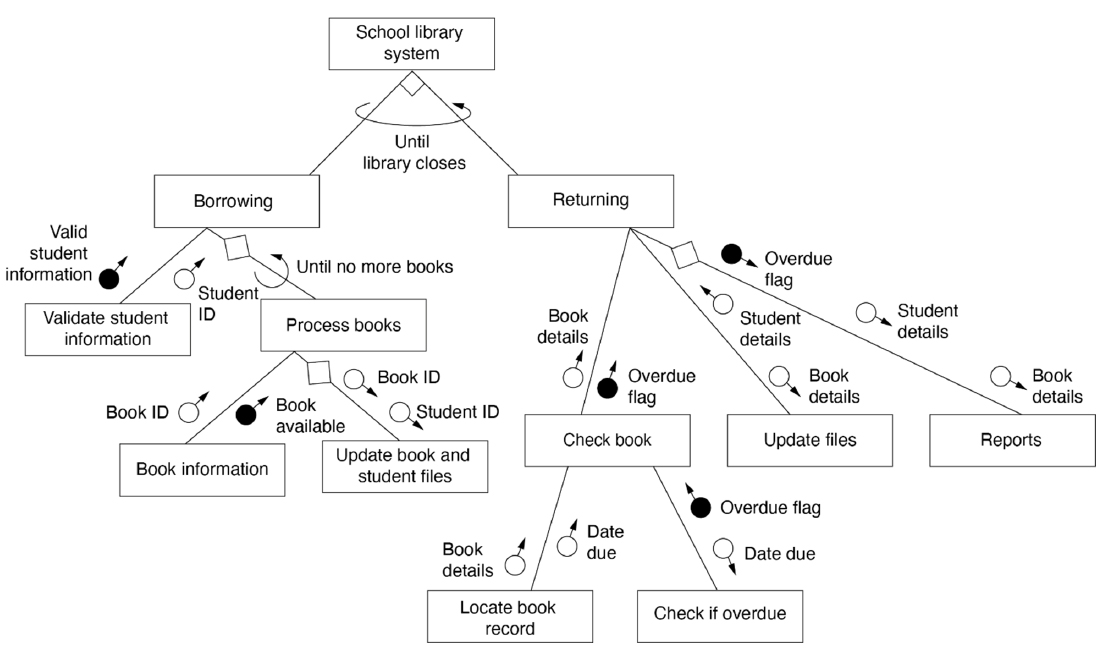 School library
system
Until
library closes
Borrowing
Returning
Valid
student
information
Student
ID
Until no more books
Overdue
flag
Validate student
information
Process books
Book
details
Student
details
Student
details
Book ID
Book
available
Book ID
Student ID
Overdue
flag
Book
details
Book
details
Book information
Update book and
student files
Check book
Update files
Reports
Overdue flag
Book
details
Date
due
Date due
Locate book
record
Check if overdue